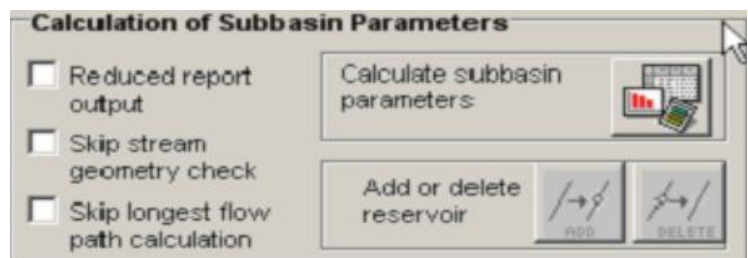 Calculation of Subbasin Parameters
Reduced report
output
Skip stream
geometry check
Skip longest flow
path calculation
Calculate subbasin
parameters
Add or delete
reservoir
ADD
DELETE